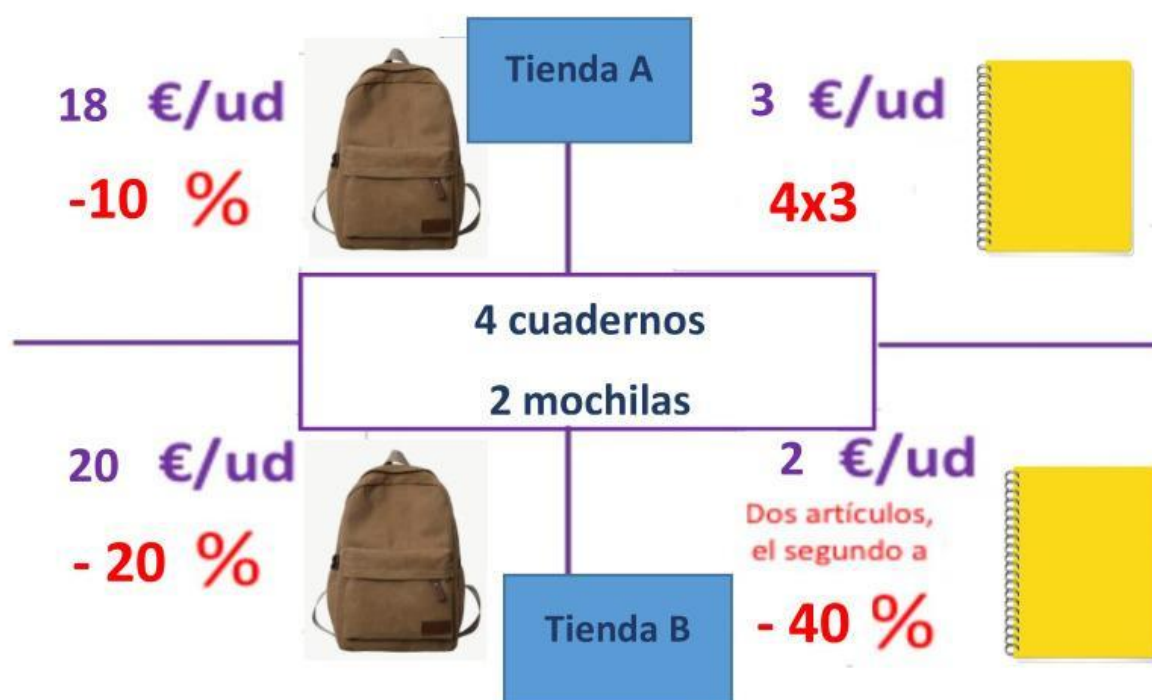 Tienda A
18 €/ud
-10 %
3 €/ud
4x3
4 cuadernos
2 mochilas
20 €/ud
- 20 %
2 €/ud
Dos artículos,
el segundo a
- 40 %
Tienda B